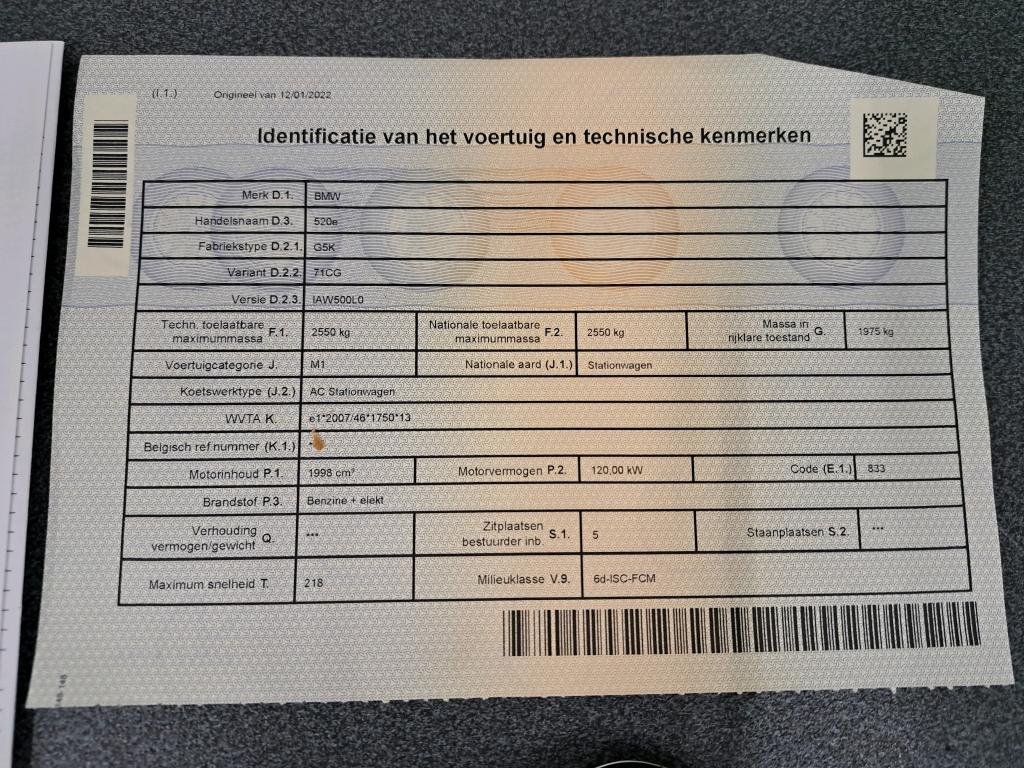 (I.1.) Origineel van 12/01/2022
Identificatie van het voertuig en technische kenmerken
Merk D.1. BMW
Handelsnaam D.3. 520e
Fabriekstype D.2.1. G5K
Variant D.2.2. 71CG
Versie D.2.3. IAW500L0
Techn. toelaatbare maximummassa F.1. 2550 kg Nationale toelaatbare maximummassa F.2. 2550 kg Massa in rijklare toestand G. 1975 kg
Voertuigcategorie J. M1 Nationale aard (J.1.) Stationwagen
Koetswerktype (J.2.) AC Stationwagen
WVTA K. e1*2007/46*1750*13
Belgisch ref nummer (K.1.)
Motorinhoud P.1. 1998 cm³ Motorvermogen P.2. 120,00 kW Code (E.1.) 833
Brandstof P.3. Benzine + elekt
Verhouding vermogen/gewicht Q. *** Zitplaatsen bestuurder inb. S.1. 5 Staanplaatsen S.2. ***
Maximum snelheid T. 218 Milieuklasse V.9. 6d-ISC-FCM